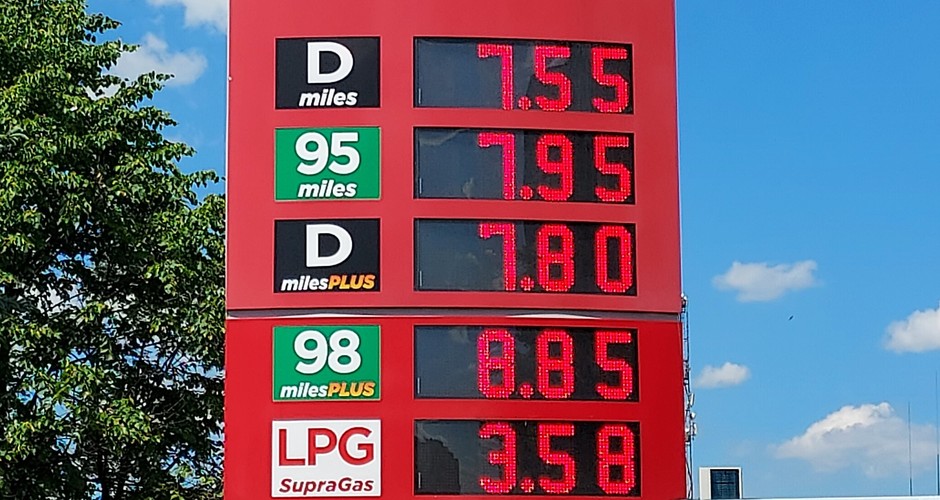 D 7.55
miles
95 7.95
miles
D 7.80
milesPLUS
98 8.85
milesPLUS
LPG 3.58
SupraGas